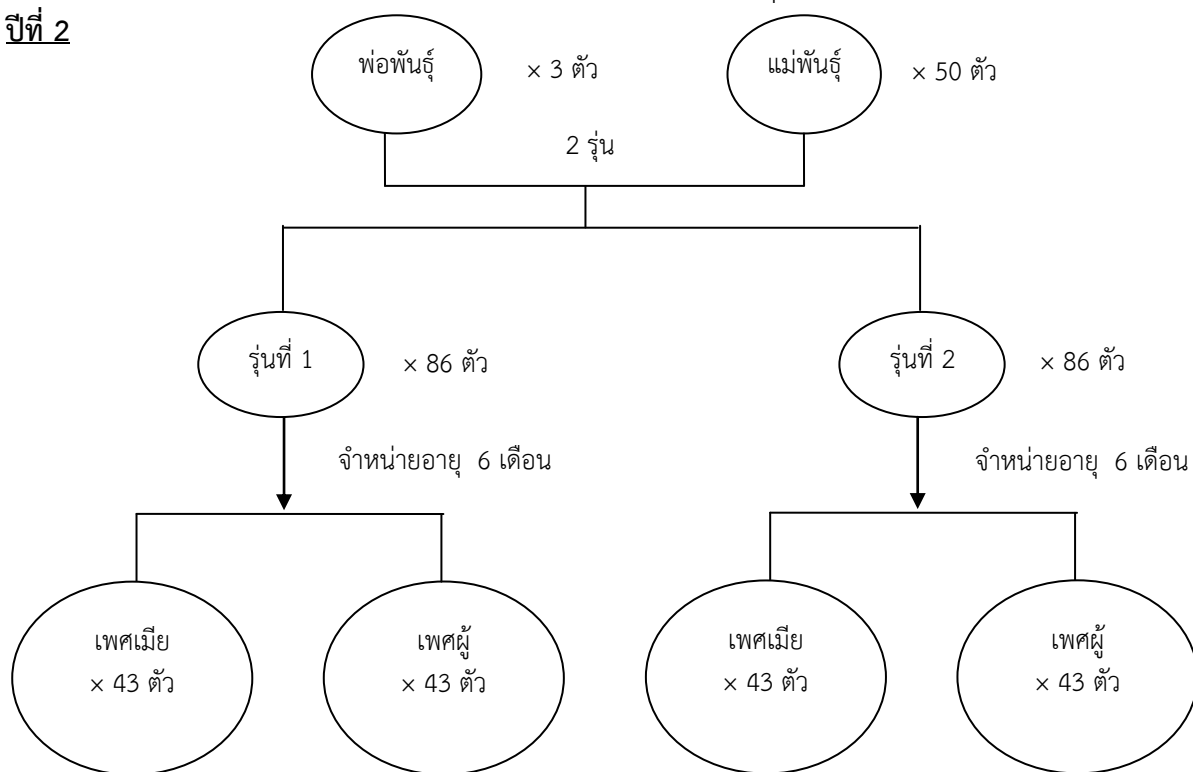 ปีที่ 2
พ่อพันธุ์ × 3 ตัว แม่พันธุ์ × 50 ตัว
2 รุ่น
รุ่นที่ 1 × 86 ตัว รุ่นที่ 2 × 86 ตัว
จำหน่ายอายุ 6 เดือน จำหน่ายอายุ 6 เดือน
เพศเมีย เพศผู้ เพศเมีย เพศผู้
× 43 ตัว × 43 ตัว × 43 ตัว × 43 ตัว